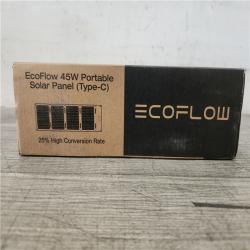 EcoFlow 45W Portable
Solar Panel (Type-C)
25% High Conversion Rate
ECOFLOW